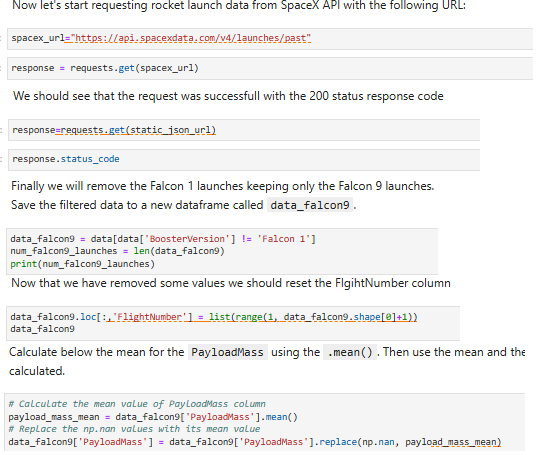 Now let's start requesting rocket launch data from SpaceX API with the following URL:
spacex_url="https://api.spacexdata.com/v4/launches/past"
response = requests.get(spacex_url)
We should see that the request was successfull with the 200 status response code
response=requests.get(static_json_url)
response.status_code
Finally we will remove the Falcon 1 launches keeping only the Falcon 9 launches.
Save the filtered data to a new dataframe called data_falcon9 .
data_falcon9 = data[data['BoosterVersion'] != 'Falcon 1']
num_falcon9_launches = len(data_falcon9)
print(num_falcon9_launches)
Now that we have removed some values we should reset the FlgihtNumber column
data_falcon9.loc[:,'FlightNumber'] = list(range(1, data_falcon9.shape[0]+1))
data_falcon9
Calculate below the mean for the PayloadMass using the .mean() . Then use the mean and the
calculated.
# Calculate the mean value of PayloadMass column
payload_mass_mean = data_falcon9['PayloadMass'].mean()
# Replace the np.nan values with its mean value
data_falcon9['PayloadMass'] = data_falcon9['PayloadMass'].replace(np.nan, payload_mass_mean)